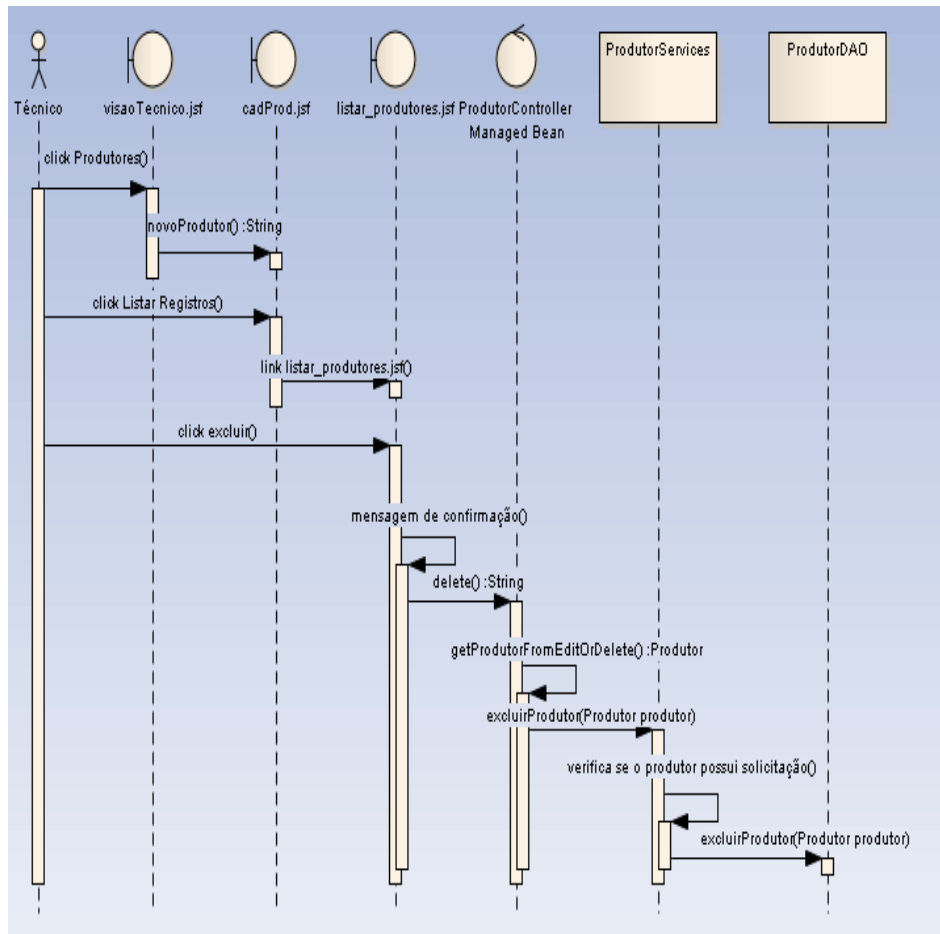 ProdutorServices
ProdutorDAO
Técnico
visaoTecnico.jsf
cadProd.jsf
listar_produtores.jsf
ProdutorController
Managed Bean
click Produtores()
novoProdutor() :String
click Listar Registros()
link listar_produtores.jsf()
click excluir()
mensagem de confirmação()
delete() :String
getProdutorFromEditOrDelete() :Produtor
excluirProdutor(Produtor produtor)
verifica se o produtor possui solicitação()
excluirProdutor(Produtor produtor)